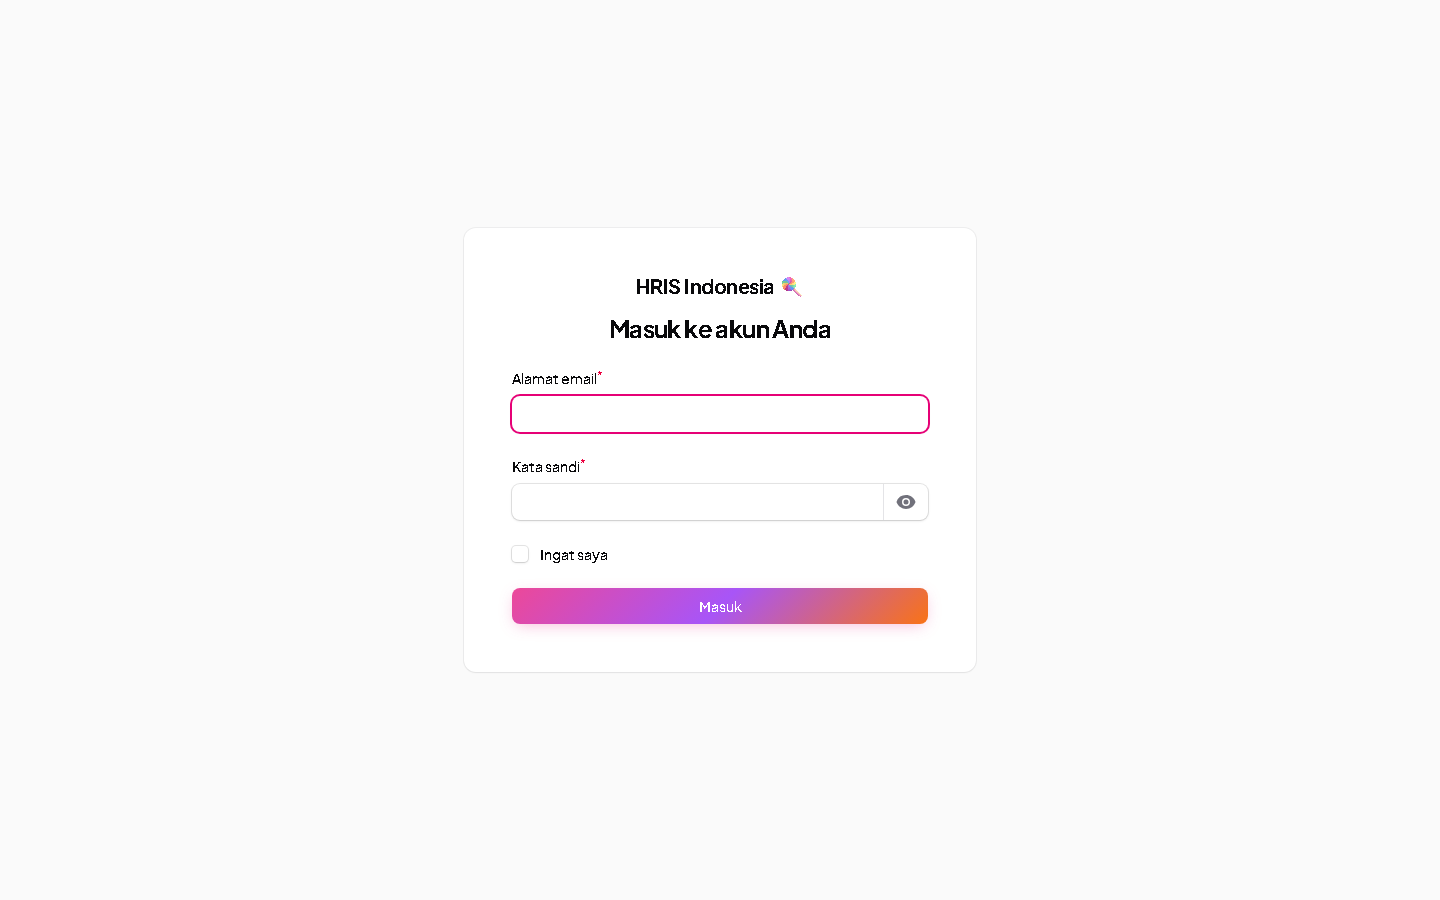 HRIS Indonesia 🍭
Masuk ke akun Anda
Alamat email*
Kata sandi*
Ingat saya
Masuk